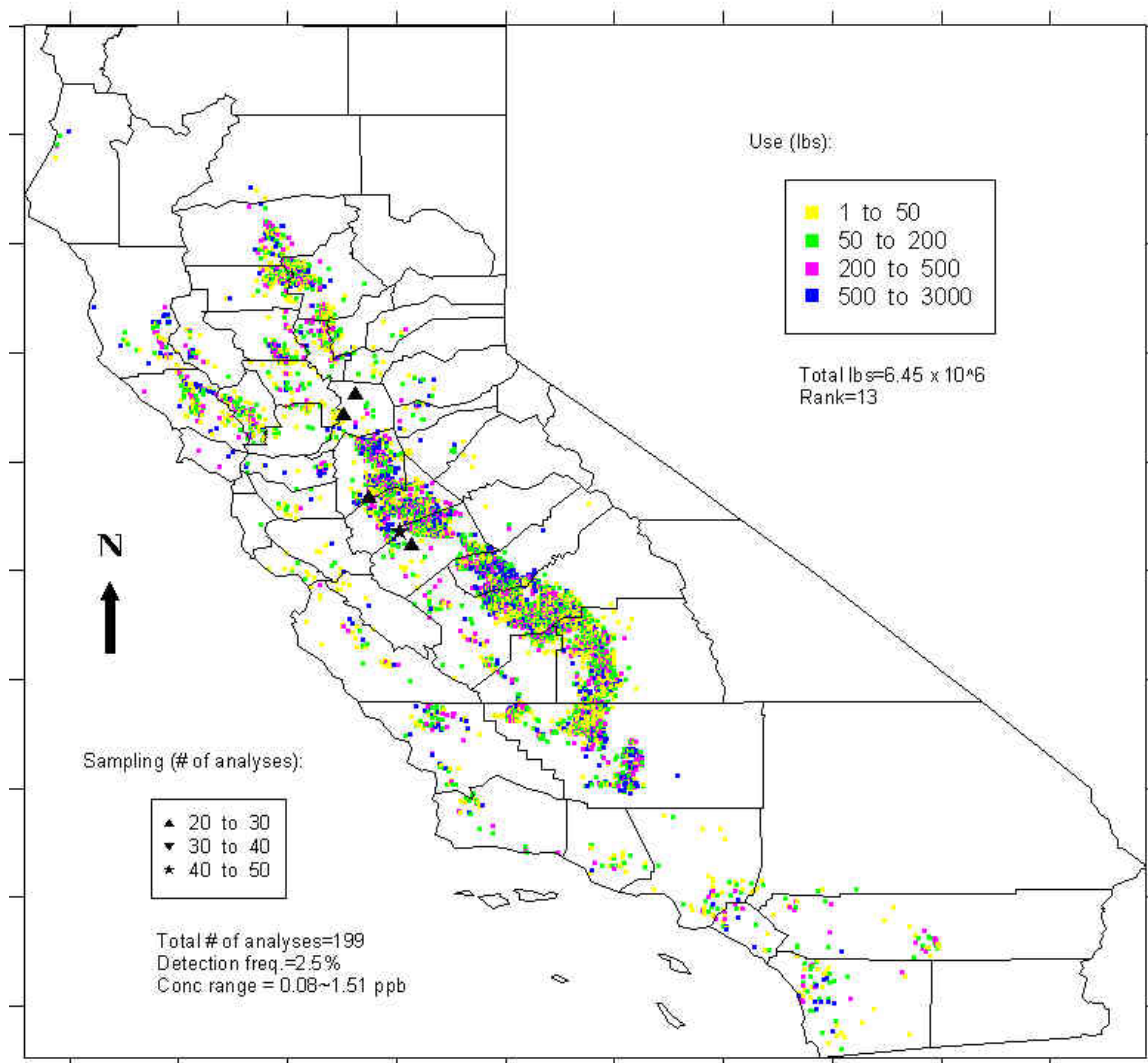 Use (lbs):
1 to 50
50 to 200
200 to 500
500 to 3000
Total lbs=6.45 x 10^6
Rank=13
N
Sampling (# of analyses):
20 to 30
30 to 40
40 to 50
Total # of analyses=199
Detection freq.=2.5%
Conc range = 0.08~1.51 ppb